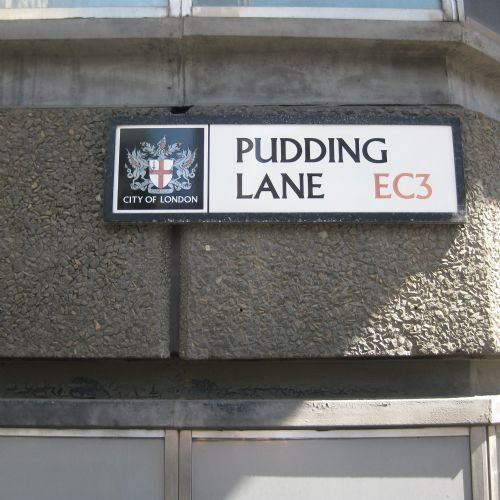 PUDDING
LANE EC3
CITY OF LONDON